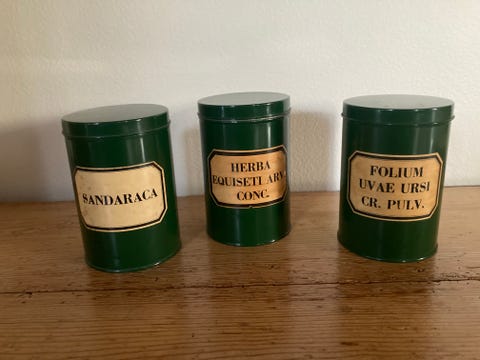 SANDARACA
HERBA
EQUISETI ARV.
CONC.
FOLIUM
UVAE URSI
CR. PULV.